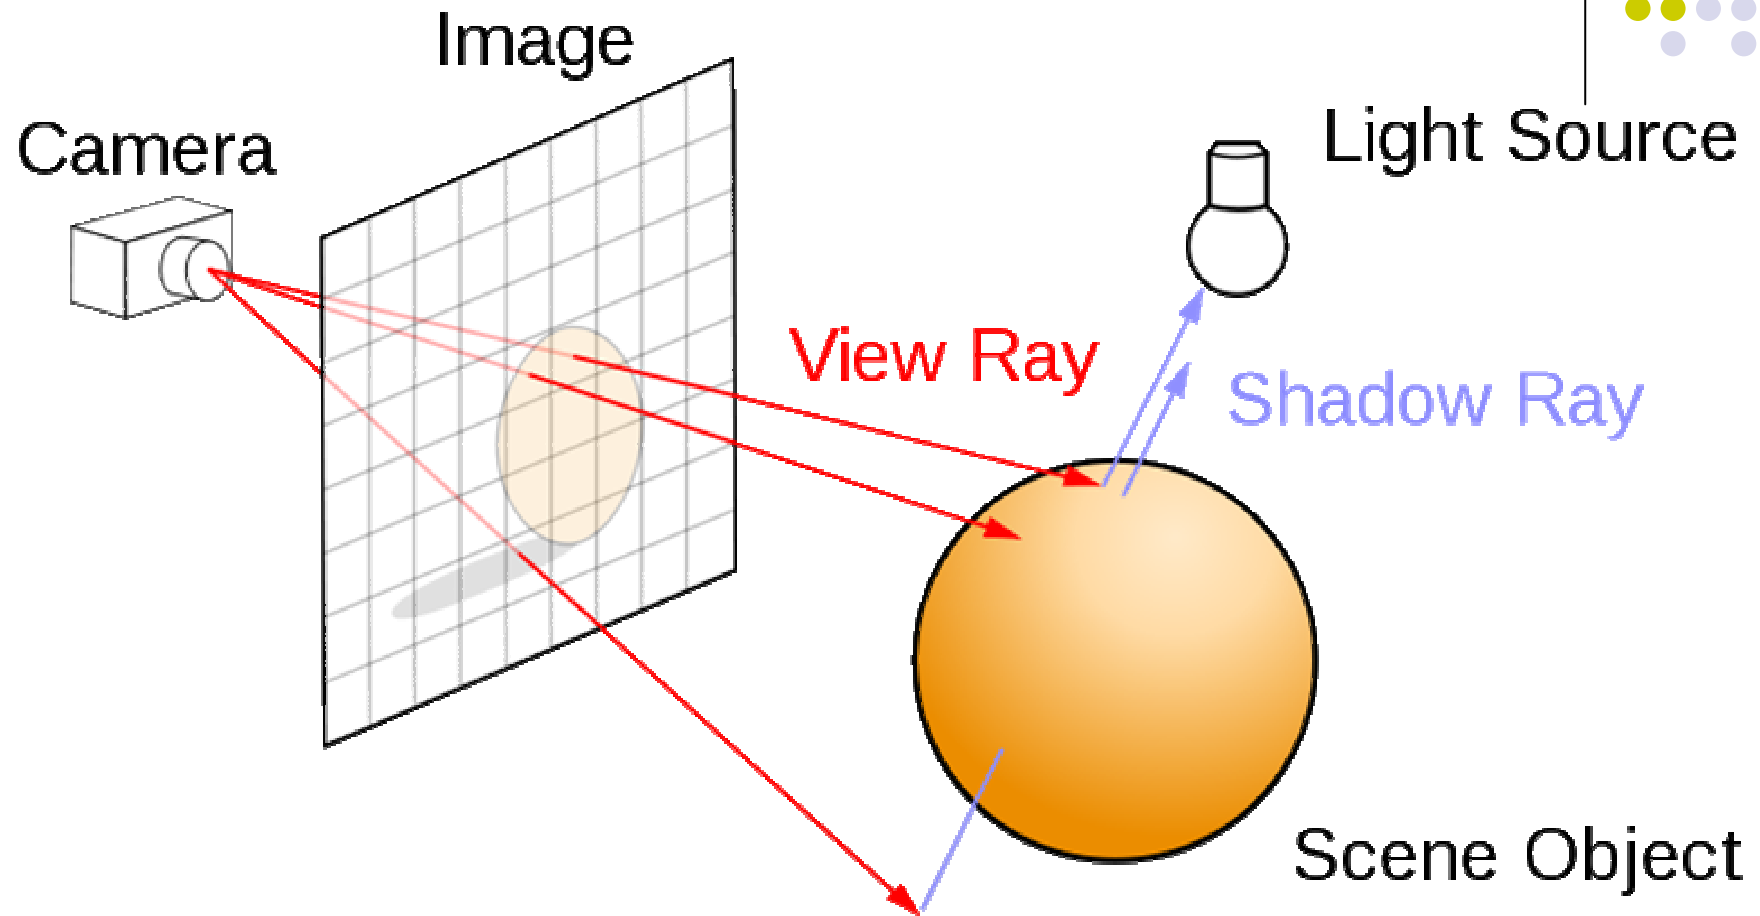 Image
Camera
Light Source
View Ray
Shadow Ray
Scene Object